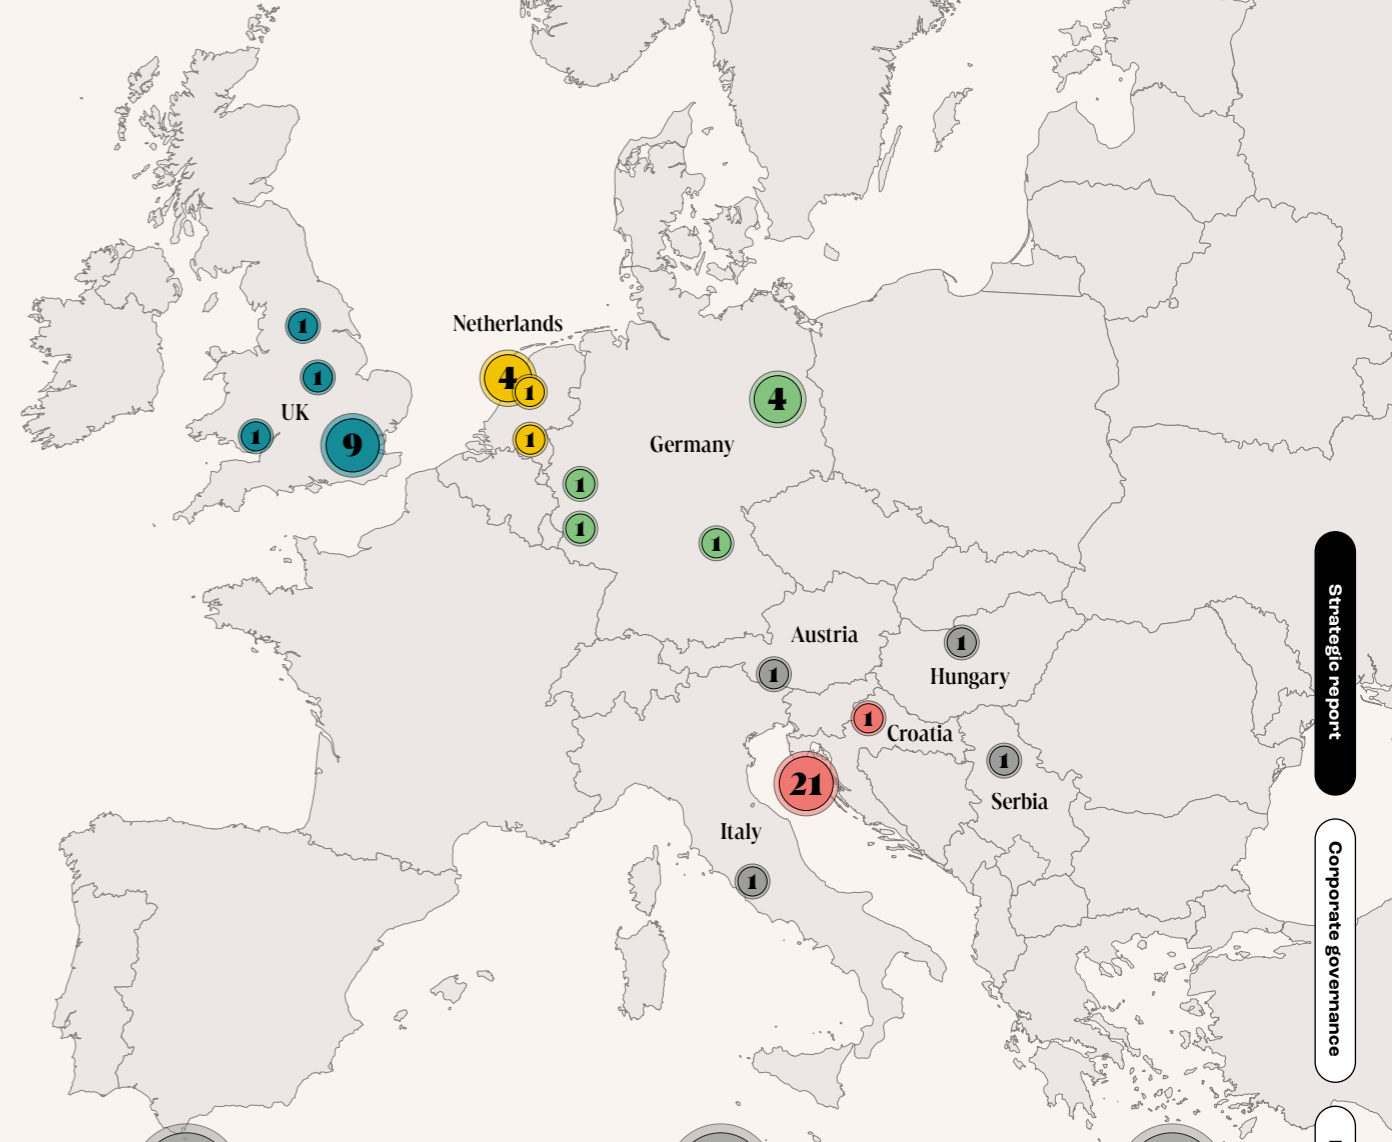 Netherlands
1
4
1
1
4
UK
1
9
1
Germany
1
1
1
Austria
1
Hungary
1
1
Croatia
21
1
Serbia
Italy
1
Strategic report
Corporate governance